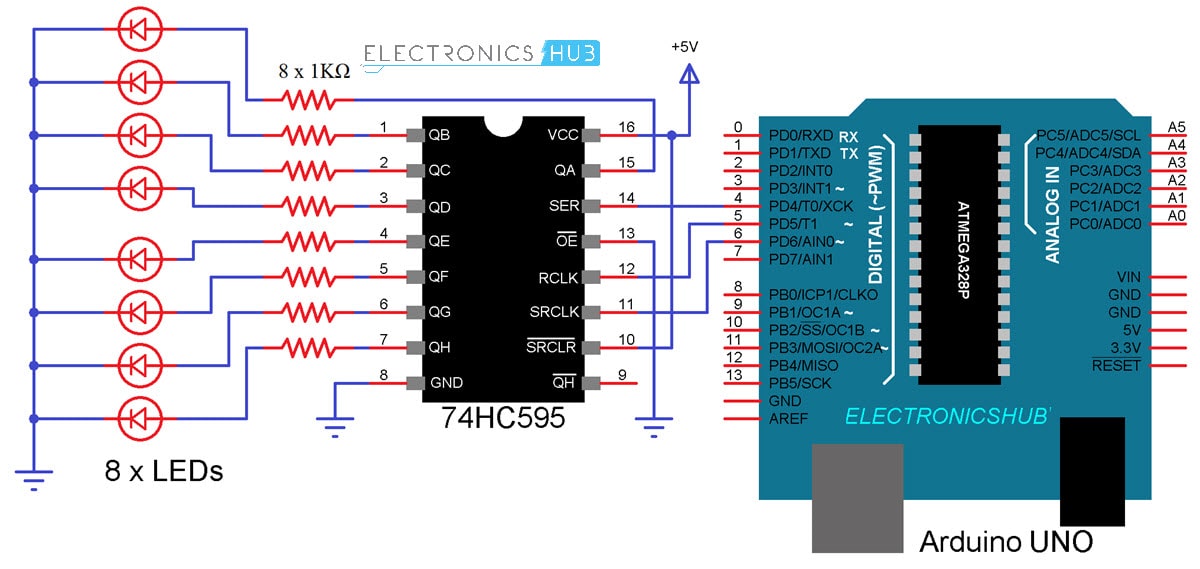 ELECTRONICS HUB
+5V
8 x 1KΩ
1 QB VCC 16
2 QC QA 15
3 QD SER 14
4 QE OE 13
5 QF RCLK 12
6 QG SRCLK 11
7 QH SRCLR 10
8 GND QH 9
74HC595
8 x LEDs
0 PD0/RXD RX
1 PD1/TXD TX
2 PD2/INT0
3 PD3/INT1 ~
4 PD4/T0/XCK
5 PD5/T1 ~
6 PD6/AIN0 ~
7 PD7/AIN1
8 PB0/ICP1/CLKO
9 PB1/OC1A ~
10 PB2/SS/OC1B ~
11 PB3/MOSI/OC2A ~
12 PB4/MISO
13 PB5/SCK
GND
AREF
DIGITAL (~PWM)
ATMEGA328P
ANALOG IN
PC5/ADC5/SCL A5
PC4/ADC4/SDA A4
PC3/ADC3 A3
PC2/ADC2 A2
PC1/ADC1 A1
PC0/ADC0 A0
VIN
GND
GND
5V
3.3V
RESET
ELECTRONICSHUB
Arduino UNO